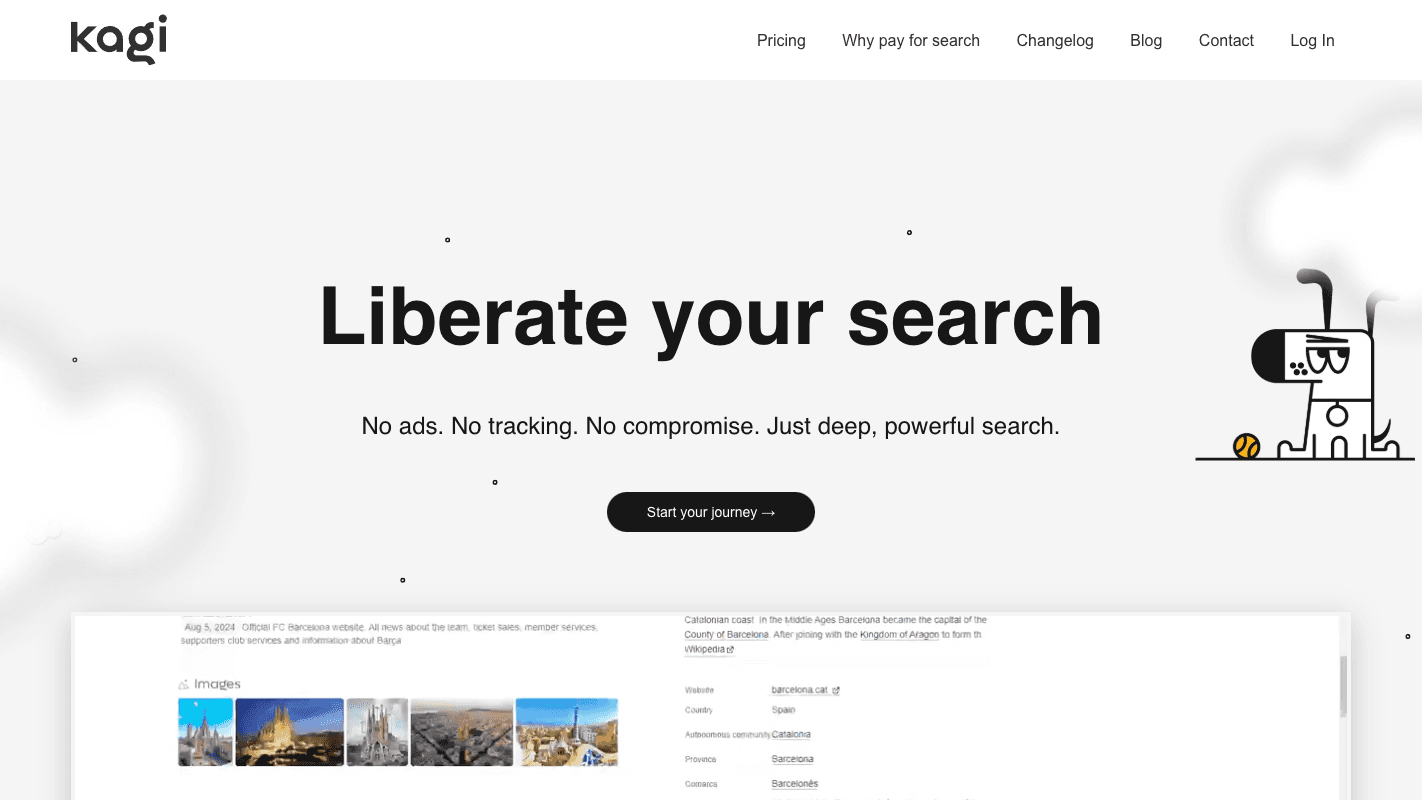 kagi
Pricing
Why pay for search
Changelog
Blog
Contact
Log In
Liberate your search
No ads. No tracking. No compromise. Just deep, powerful search.
Start your journey →
Aug 5, 2024 Official FC Barcelona website. All news about the team, ticket sales, member services,
supporters club services and information about Barça
Images
Catalonian coast In the Middle Ages Barcelona became the capital of the
County of Barcelona. After joining with the Kingdom of Aragon to form th
Wikipedia
Website barcelona.cat
Country Spain
Autonomous community Catalonia
Province Barcelona
Comarca Barcelonès